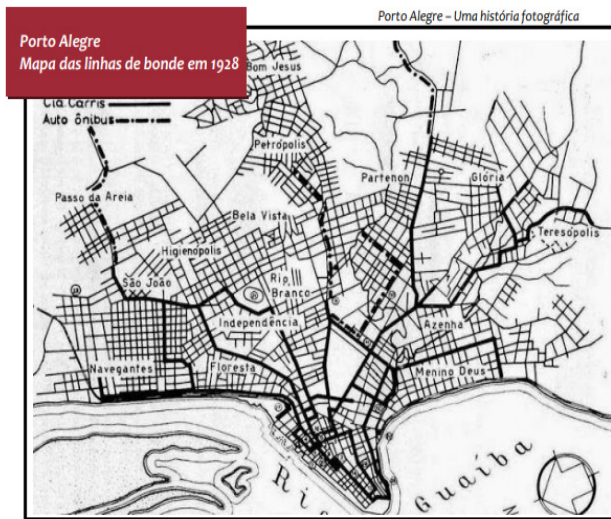 Porto Alegre – Uma história fotográfica
Porto Alegre
Mapa das linhas de bonde em 1928
Bom Jesus
Cia. Carris
Auto ônibus
Petrópolis
Partenon
Glória
Passo da Areia
Bela Vista
Teresópolis
Higienópolis
São João
Rio
Branco
Independência
Azenha
Navegantes
Floresta
Menino Deus
Rio Guaíba
N